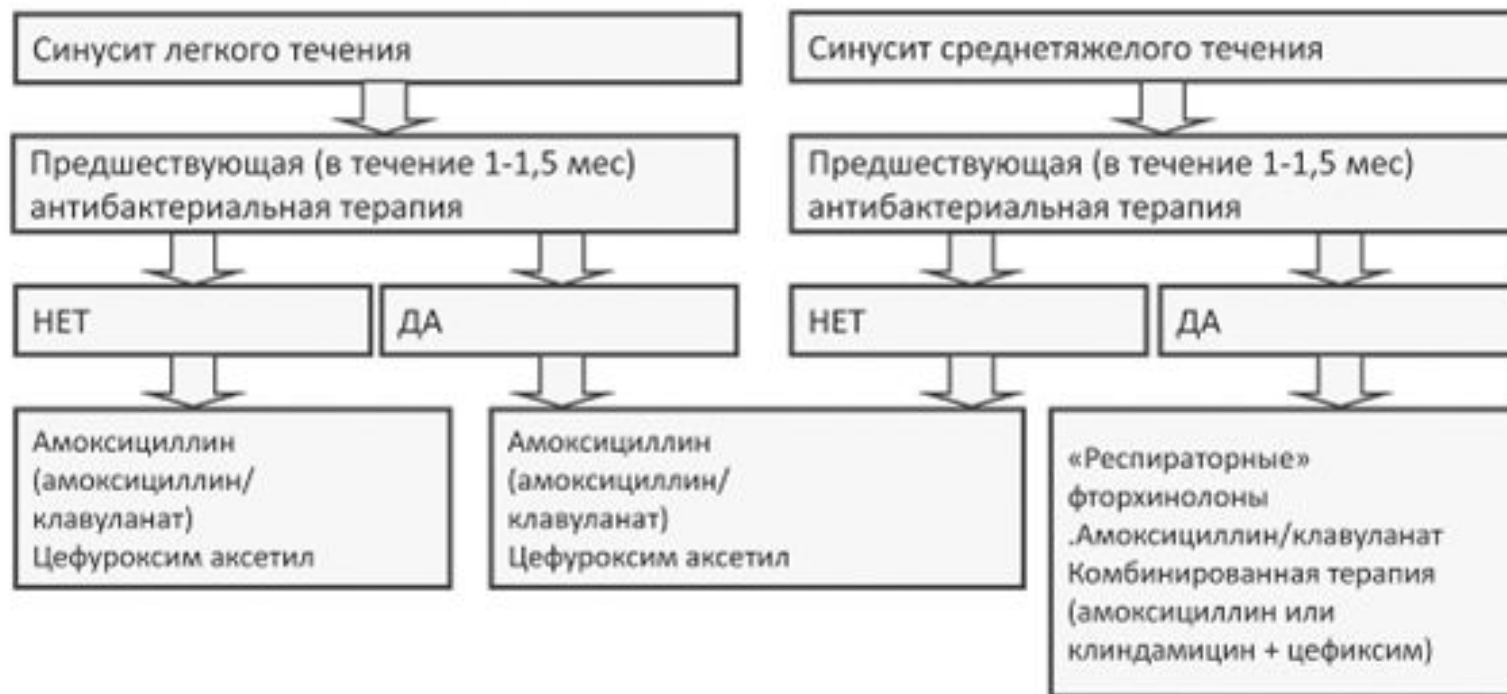 Синусит легкого течения
Синусит среднетяжелого течения
Предшествующая (в течение 1-1,5 мес)
антибактериальная терапия
Предшествующая (в течение 1-1,5 мес)
антибактериальная терапия
НЕТ
ДА
НЕТ
ДА
Амоксициллин
(амоксициллин/
клавуланат)
Цефуроксим аксетил
Амоксициллин
(амоксициллин/
клавуланат)
Цефуроксим аксетил
«Респираторные»
фторхинолоны
.Амоксициллин/клавуланат
Комбинированная терапия
(амоксициллин или
клиндамицин + цефиксим)